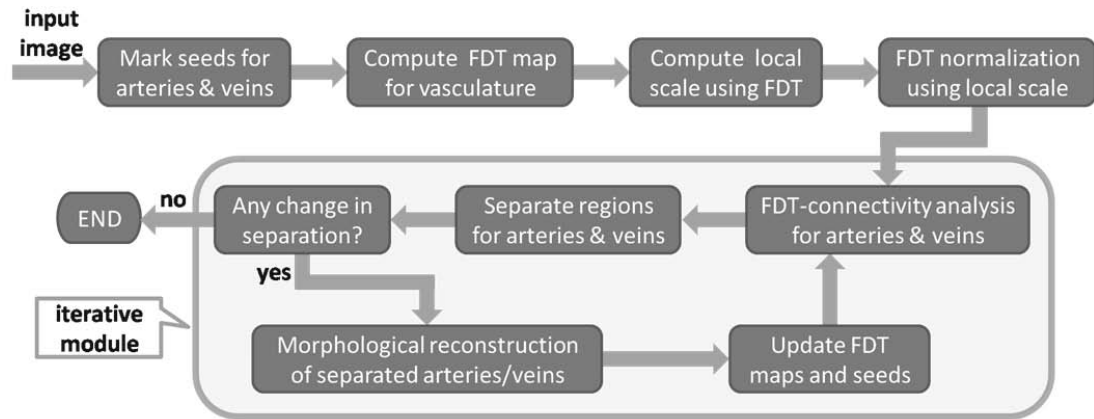 input
image
Mark seeds for
arteries & veins
Compute FDT map
for vasculature
Compute local
scale using FDT
FDT normalization
using local scale
END
no
Any change in
separation?
Separate regions
for arteries & veins
FDT-connectivity analysis
for arteries & veins
yes
iterative
module
Morphological reconstruction
of separated arteries/veins
Update FDT
maps and seeds